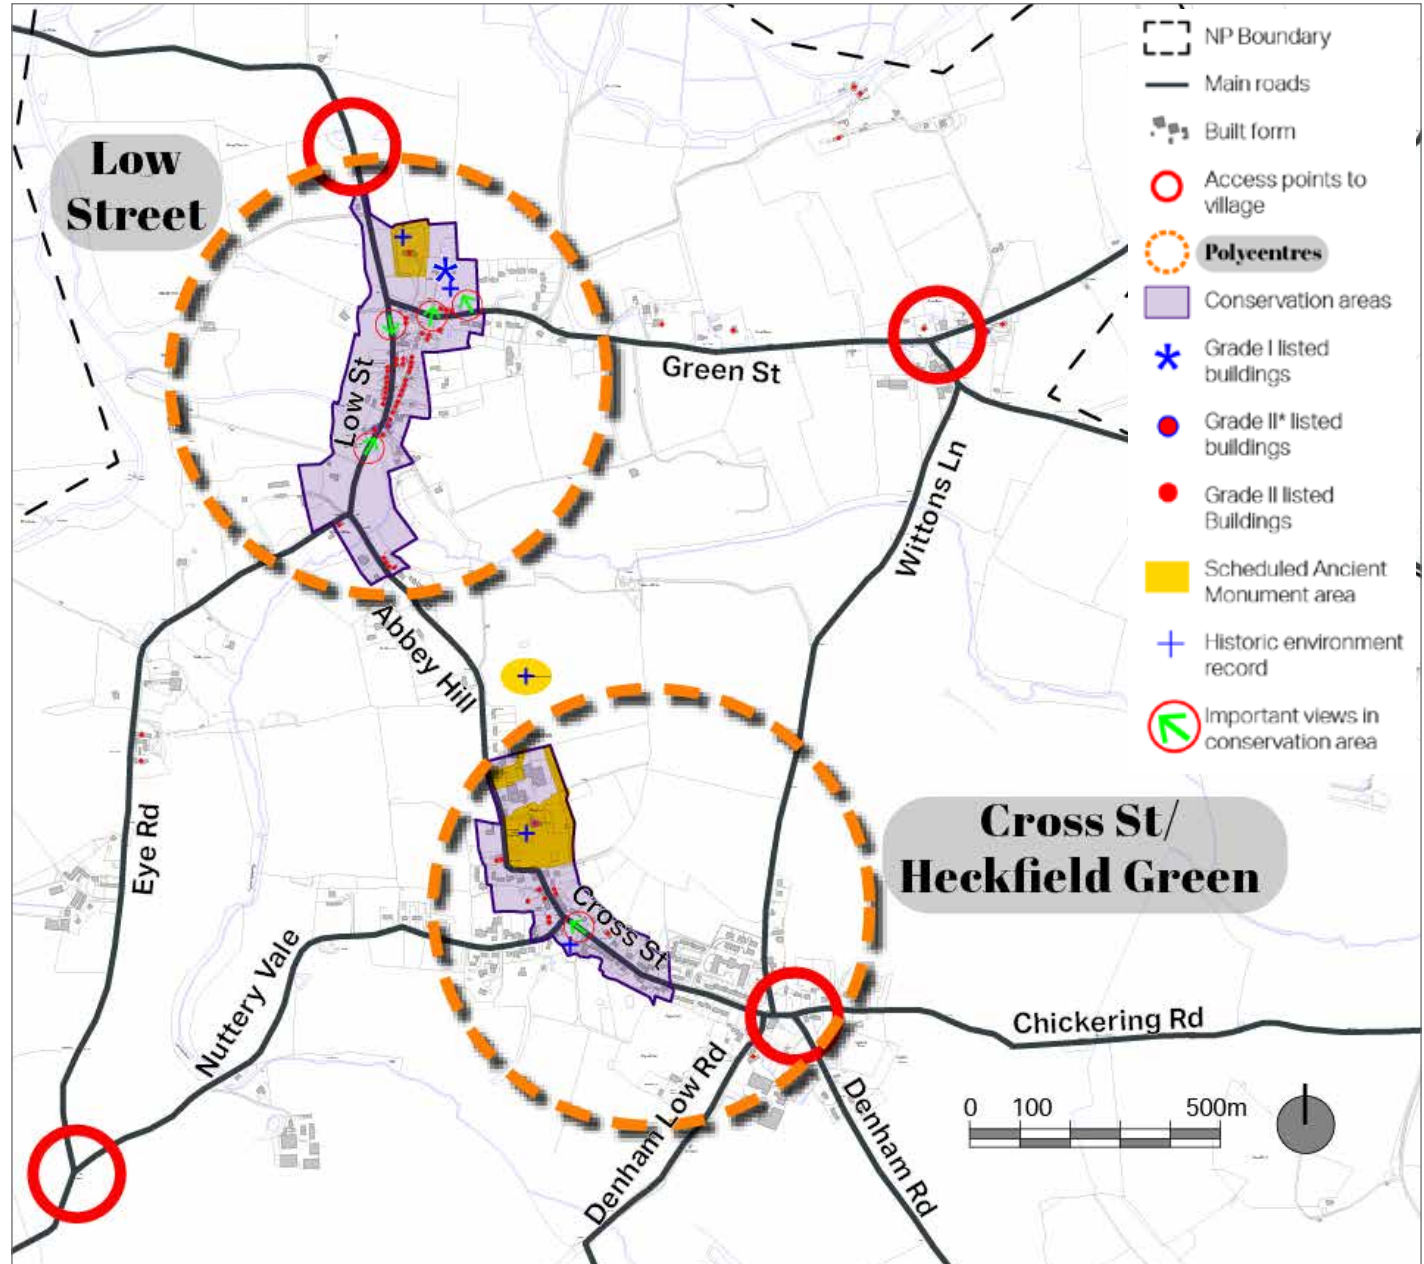 Low
Street
Low St
Green St
Wittons Ln
Abbey Hill
Eye Rd
Cross St/
Heckfield Green
Cross St
Nuttery Vale
Chickering Rd
Denham Low Rd
Denham Rd
0 100 500m
NP Boundary
Main roads
Built form
Access points to
village
Polycentres
Conservation areas
Grade I listed
buildings
Grade II* listed
buildings
Grade II listed
Buildings
Scheduled Ancient
Monument area
Historic environment
record
Important views in
conservation area